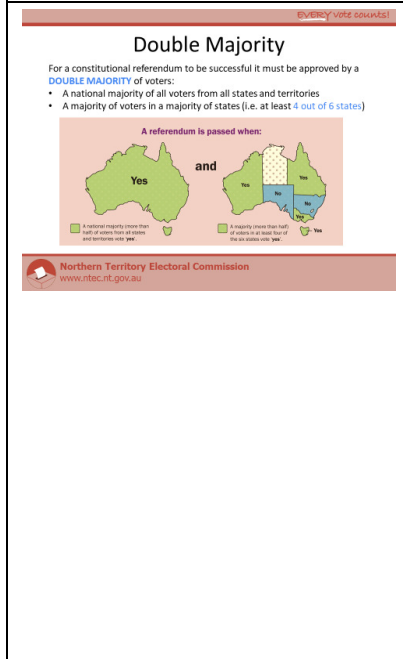 EVERY vote counts!
Double Majority
For a constitutional referendum to be successful it must be approved by a
DOUBLE MAJORITY of voters:
• A national majority of all voters from all states and territories
• A majority of voters in a majority of states (i.e. at least 4 out of 6 states)
A referendum is passed when:
Yes
and
Yes
Yes
No
No
Yes
Yes
A national majority (more than
half) of voters from all states
and territories vote 'yes'.
A majority (more than half)
of voters in at least four of
the six states vote 'yes'.
Northern Territory Electoral Commission
www.ntec.nt.gov.au